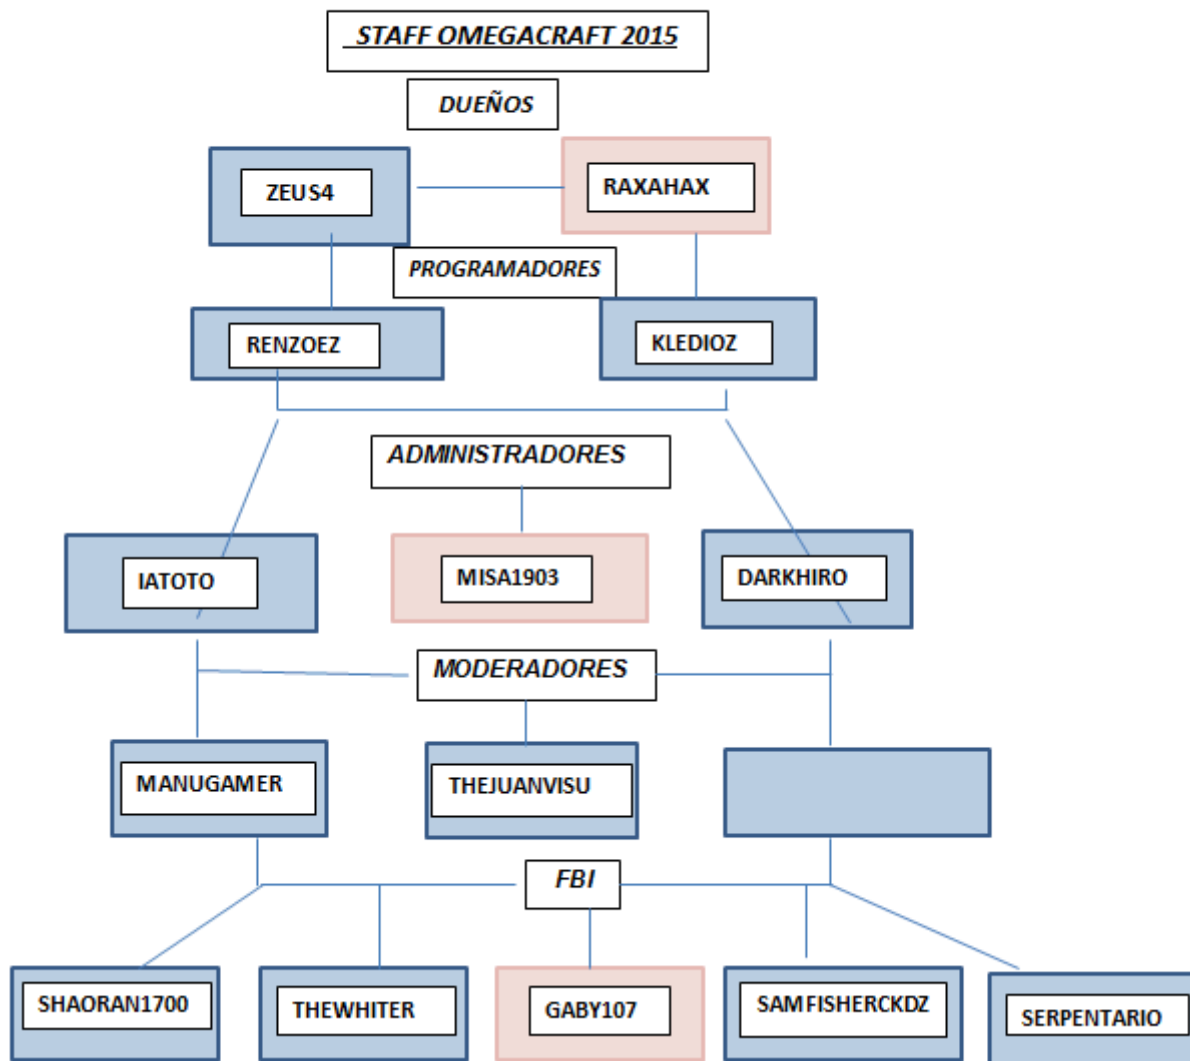 STAFF OMEGACRAFT 2015
DUEÑOS
ZEUS4
RAXAHAX
PROGRAMADORES
RENZOEZ
KLEDIOZ
ADMINISTRADORES
IATOTO
MISA1903
DARKHIRO
MODERADORES
MANUGAMER
THEJUANVISU
FBI
SHAORAN1700
THEWHITER
GABY107
SAMFISHERCKDZ
SERPENTARIO